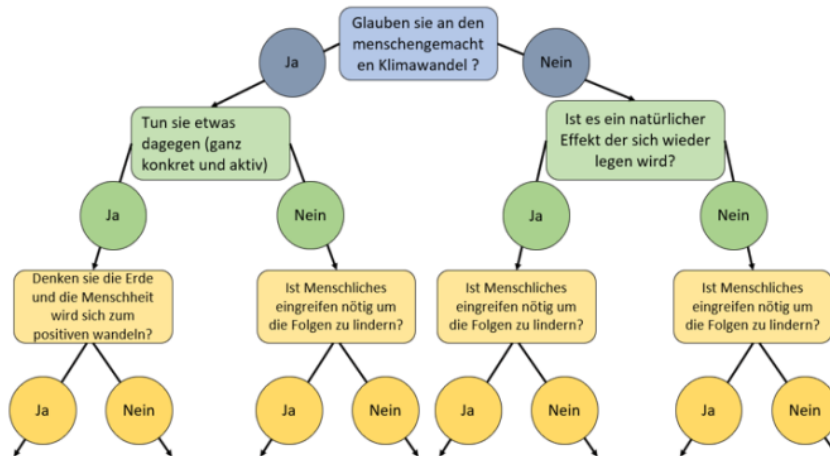 Glauben sie an den
menschengemacht
en Klimawandel ?
Ja
Nein
Tun sie etwas
dagegen (ganz
konkret und aktiv)
Ist es ein natürlicher
Effekt der sich wieder
legen wird?
Ja
Nein
Ja
Nein
Denken sie die Erde
und die Menschheit
wird sich zum
positiven wandeln?
Ist Menschliches
eingreifen nötig um
die Folgen zu lindern?
Ist Menschliches
eingreifen nötig um
die Folgen zu lindern?
Ist Menschliches
eingreifen nötig um
die Folgen zu lindern?
Ja
Nein
Ja
Nein
Ja
Nein
Ja
Nein